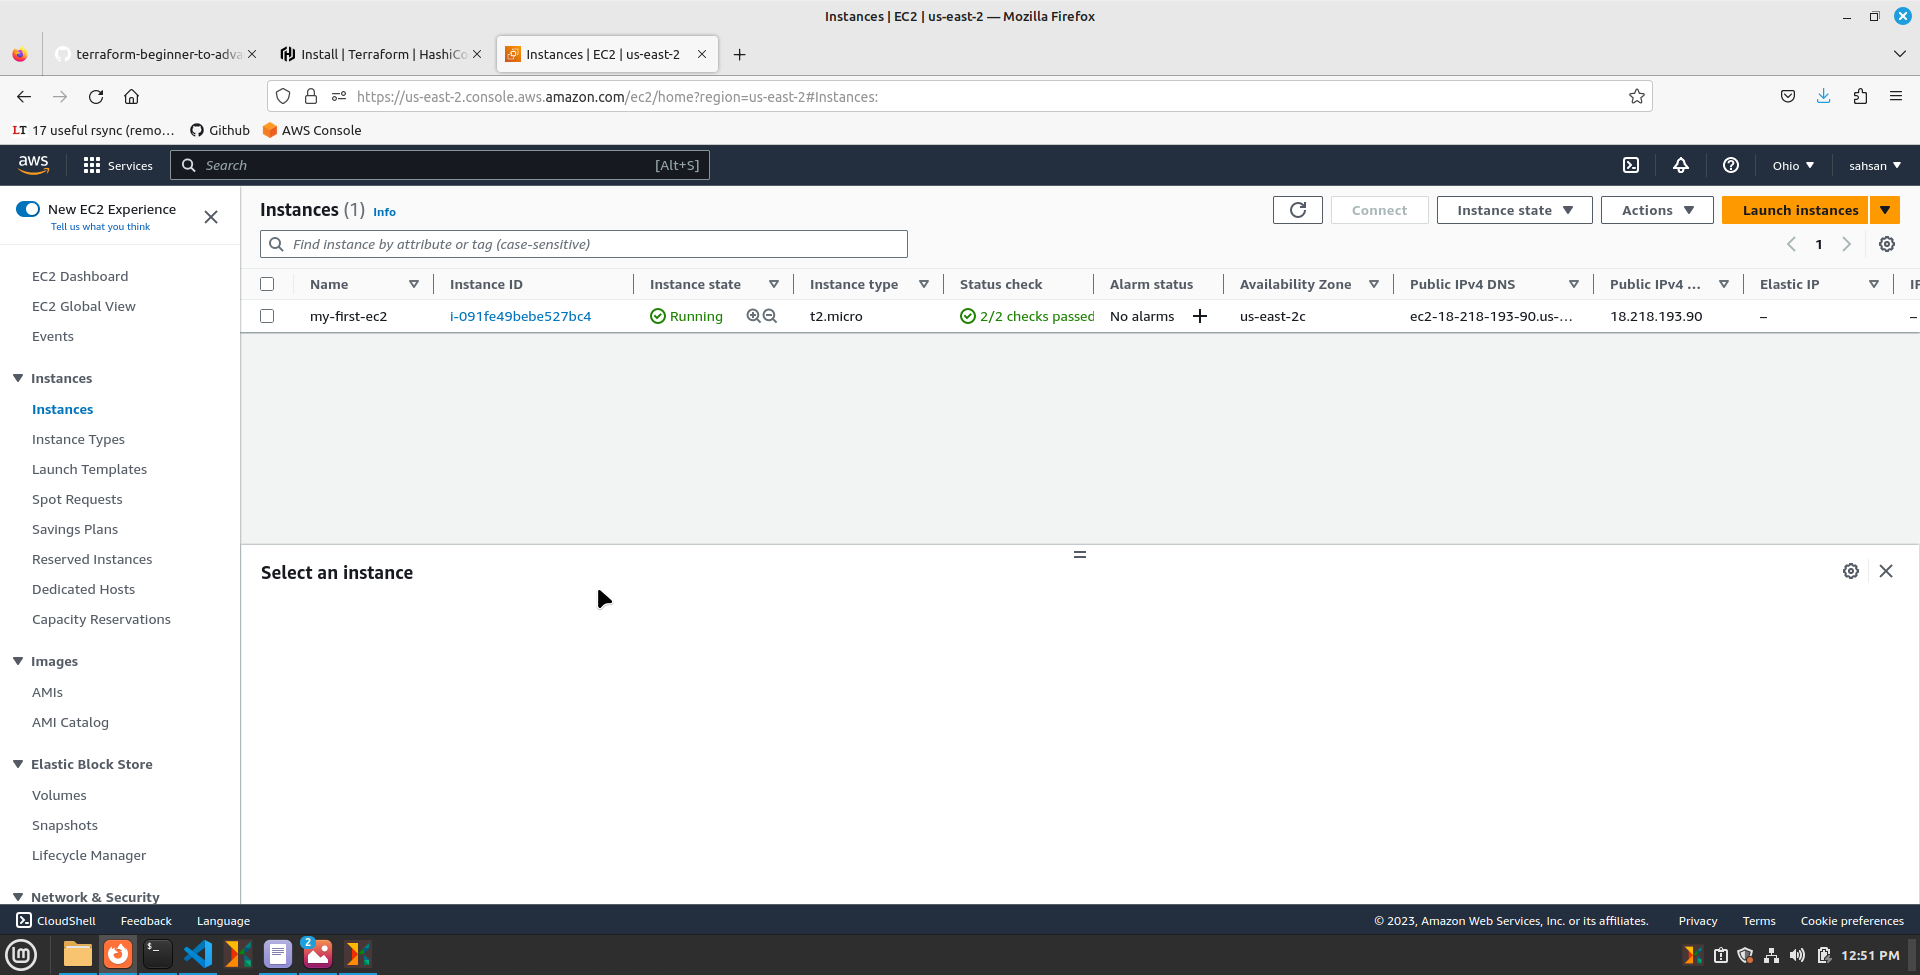 Instances | EC2 | us-east-2 — Mozilla Firefox
terraform-beginner-to-adva
Install | Terraform | HashiCo
Instances | EC2 | us-east-2
https://us-east-2.console.aws.amazon.com/ec2/home?region=us-east-2#Instances:
LT 17 useful rsync (remo…
Github
AWS Console
aws
Services
Search
[Alt+S]
Ohio
sahsan
New EC2 Experience
Tell us what you think
Instances (1) Info
Connect
Instance state
Actions
Launch instances
Find instance by attribute or tag (case-sensitive)
1
Name Instance ID Instance state Instance type Status check Alarm status Availability Zone Public IPv4 DNS Public IPv4 ... Elastic IP IP
my-first-ec2 i-091fe49bebe527bc4 Running t2.micro 2/2 checks passed No alarms + us-east-2c ec2-18-218-193-90.us-... 18.218.193.90 – –
EC2 Dashboard
EC2 Global View
Events
Instances
Instances
Instance Types
Launch Templates
Spot Requests
Savings Plans
Reserved Instances
Dedicated Hosts
Capacity Reservations
Images
AMIs
AMI Catalog
Elastic Block Store
Volumes
Snapshots
Lifecycle Manager
Network & Security
Select an instance
CloudShell
Feedback
Language
© 2023, Amazon Web Services, Inc. or its affiliates.
Privacy
Terms
Cookie preferences
2
12:51 PM